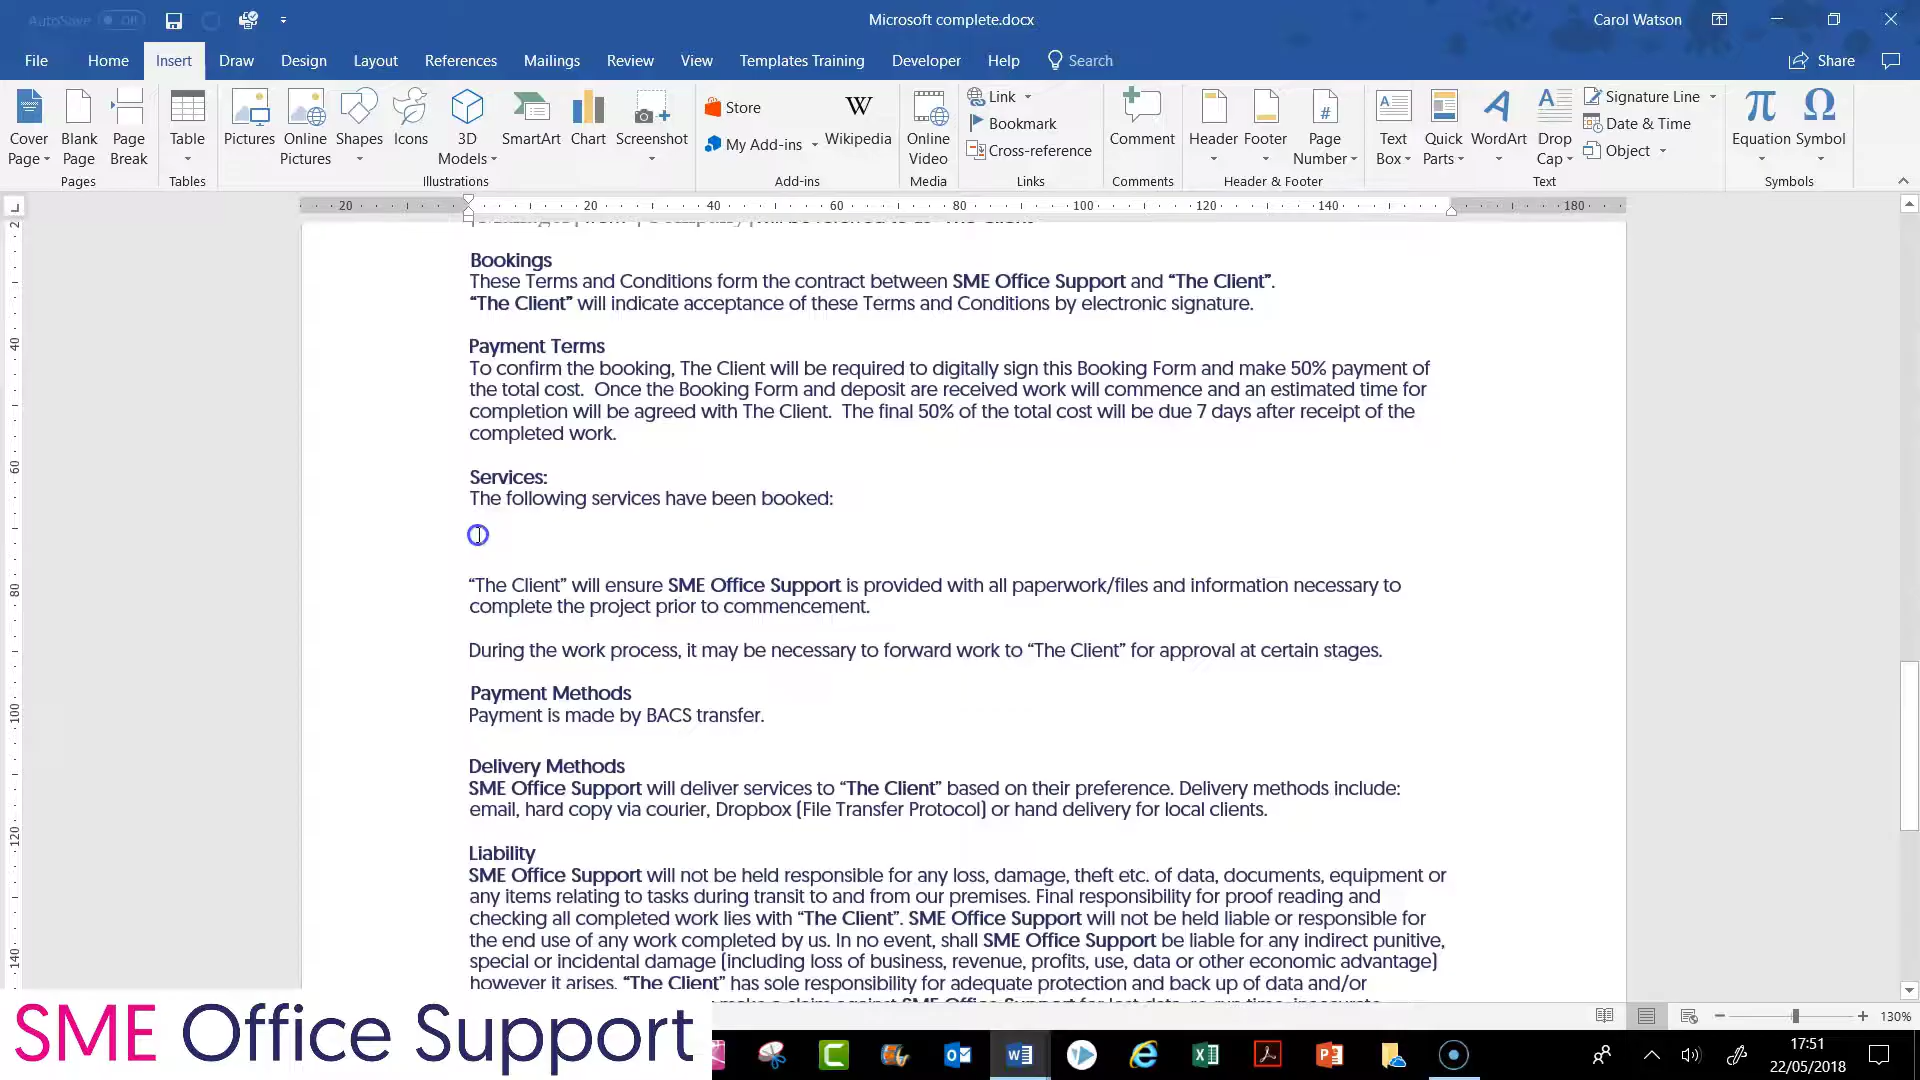 AutoSave Off
Microsoft complete.docx
Carol Watson
File Home Insert Draw Design Layout References Mailings Review View Templates Training Developer Help Search
Share
Cover Page
Blank Page
Page Break
Table
Pictures
Online Pictures
Shapes
Icons
3D Models
SmartArt
Chart
Screenshot
Store
My Add-ins
Wikipedia
Online Video
Link
Bookmark
Cross-reference
Comment
Header
Footer
Page Number
Text Box
Quick Parts
WordArt
Drop Cap
Signature Line
Date & Time
Object
Equation
Symbol
Pages Tables Illustrations Add-ins Media Links Comments Header & Footer Text Symbols
20 20 40 60 80 100 120 140 180
2
40
60
80
100
120
140
Bookings
These Terms and Conditions form the contract between SME Office Support and “The Client”.
“The Client” will indicate acceptance of these Terms and Conditions by electronic signature.
Payment Terms
To confirm the booking, The Client will be required to digitally sign this Booking Form and make 50% payment of
the total cost. Once the Booking Form and deposit are received work will commence and an estimated time for
completion will be agreed with The Client. The final 50% of the total cost will be due 7 days after receipt of the
completed work.
Services:
The following services have been booked:
“The Client” will ensure SME Office Support is provided with all paperwork/files and information necessary to
complete the project prior to commencement.
During the work process, it may be necessary to forward work to “The Client” for approval at certain stages.
Payment Methods
Payment is made by BACS transfer.
Delivery Methods
SME Office Support will deliver services to “The Client” based on their preference. Delivery methods include:
email, hard copy via courier, Dropbox (File Transfer Protocol) or hand delivery for local clients.
Liability
SME Office Support will not be held responsible for any loss, damage, theft etc. of data, documents, equipment or
any items relating to tasks during transit to and from our premises. Final responsibility for proof reading and
checking all completed work lies with “The Client”. SME Office Support will not be held liable or responsible for
the end use of any work completed by us. In no event, shall SME Office Support be liable for any indirect punitive,
special or incidental damage (including loss of business, revenue, profits, use, data or other economic advantage)
however it arises. “The Client” has sole responsibility for adequate protection and back up of data and/or
SME Office Support
130%
17:51
22/05/2018